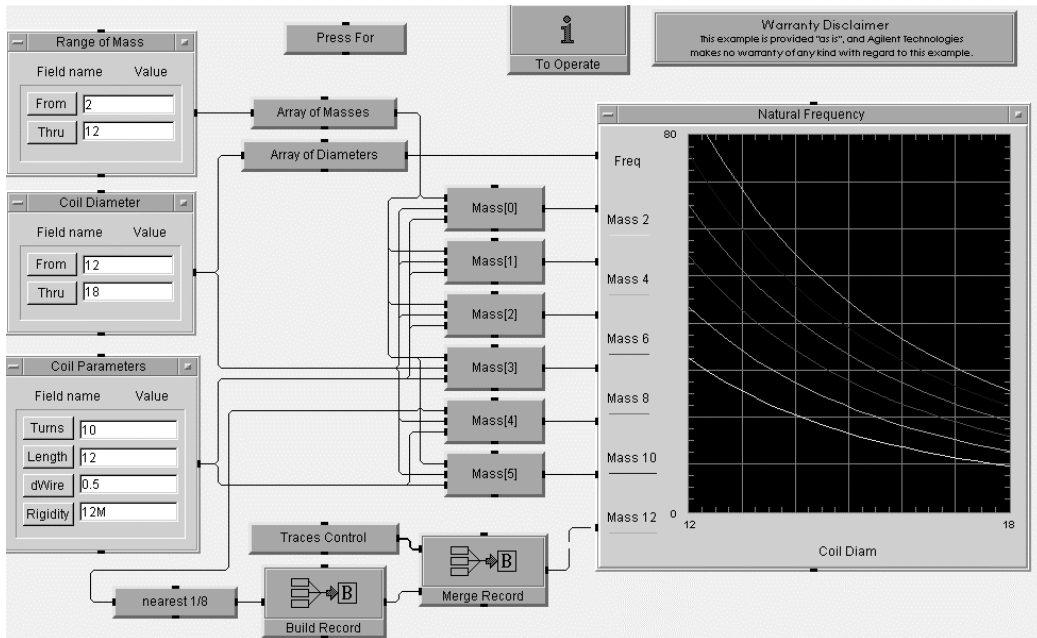 Range of Mass
Field name Value
From 2
Thru 12
Press For
i
To Operate
Warranty Disclaimer
This example is provided "as is", and Agilent Technologies
makes no warranty of any kind with regard to this example.
Array of Masses
Array of Diameters
Coil Diameter
Field name Value
From 12
Thru 18
Coil Parameters
Field name Value
Turns 10
Length 12
dWire 0.5
Rigidity 12M
Mass[0]
Mass[1]
Mass[2]
Mass[3]
Mass[4]
Mass[5]
Traces Control
nearest 1/8
B
Build Record
B
Merge Record
Natural Frequency
80
Freq
Mass 2
Mass 4
Mass 6
Mass 8
Mass 10
Mass 12
0
12 18
Coil Diam